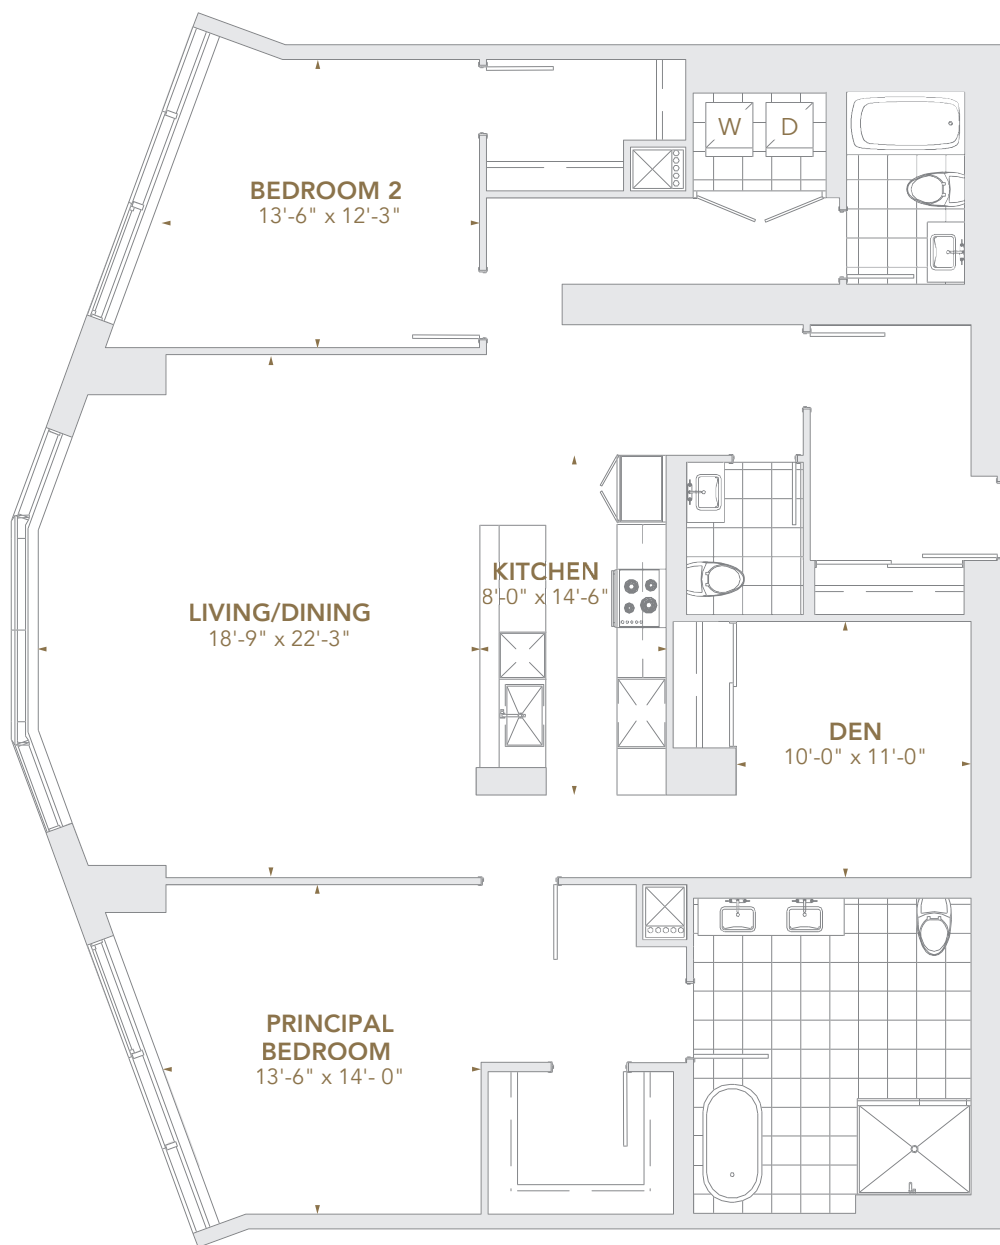 W D
BEDROOM 2
13'-6" x 12'-3"
KITCHEN
8'-0" x 14'-6"
LIVING/DINING
18'-9" x 22'-3"
DEN
10'-0" x 11'-0"
PRINCIPAL
BEDROOM
13'-6" x 14'- 0"